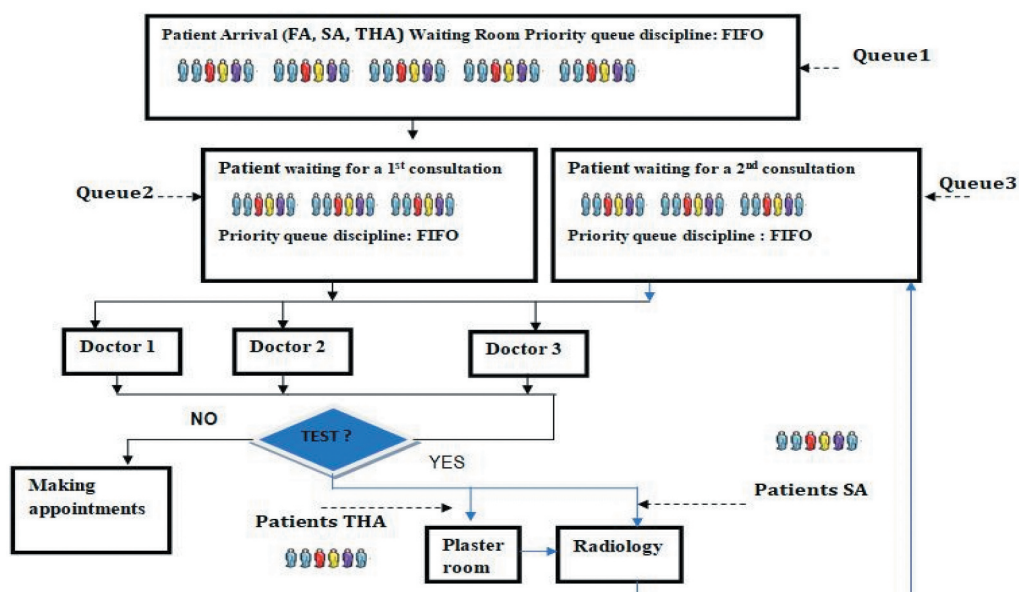 Patient Arrival (FA, SA, THA) Waiting Room Priority queue discipline: FIFO
Queue1
Patient waiting for a 1st consultation
Priority queue discipline: FIFO
Queue2
Patient waiting for a 2nd consultation
Priority queue discipline : FIFO
Queue3
Doctor 1
Doctor 2
Doctor 3
NO
TEST ?
YES
Making
appointments
Patients THA
Patients SA
Plaster
room
Radiology